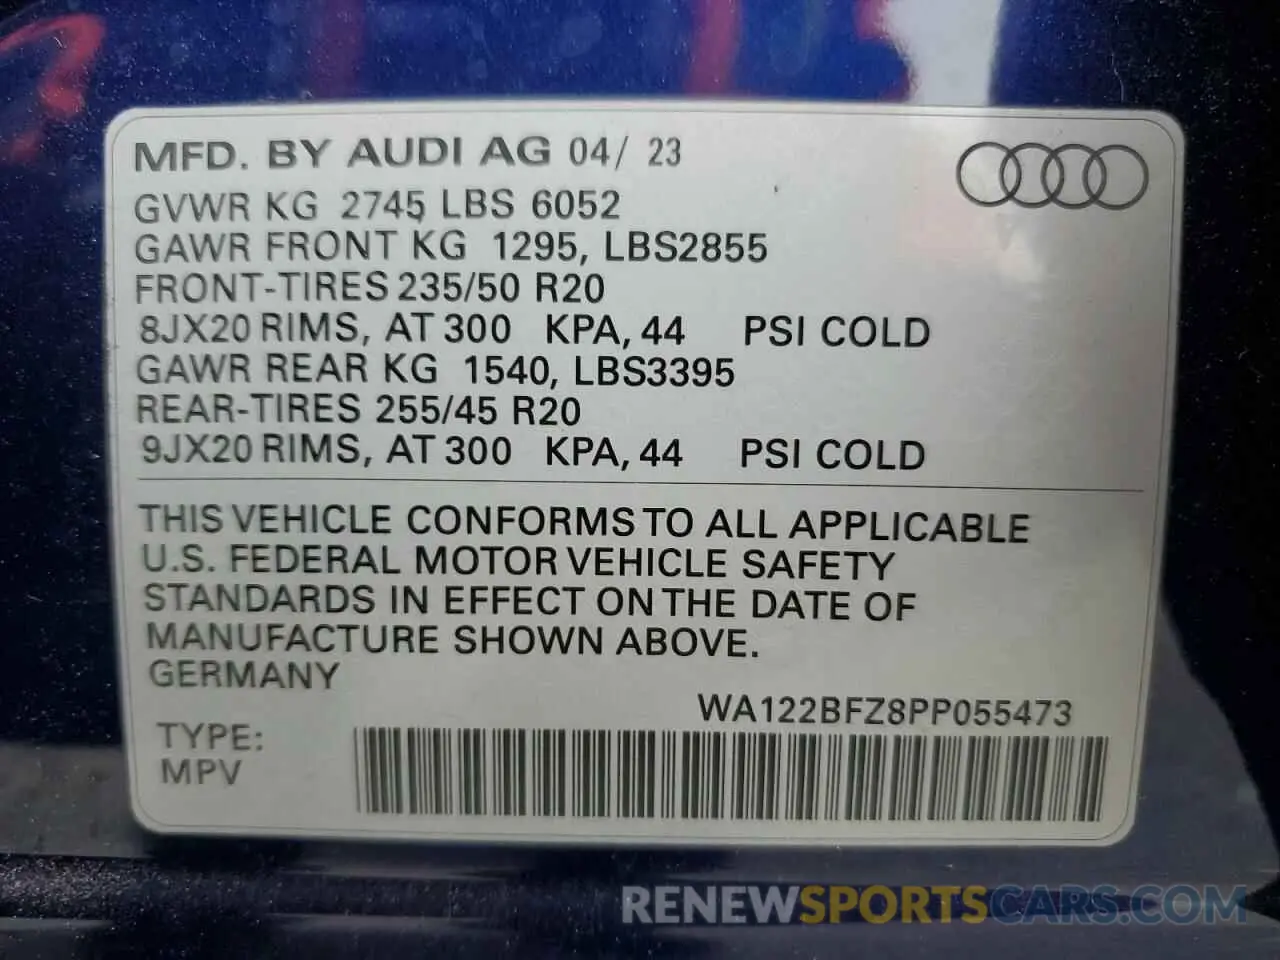 MFD. BY AUDI AG 04/ 23
GVWR KG 2745 LBS 6052
GAWR FRONT KG 1295, LBS2855
FRONT-TIRES 235/50 R20
8JX20 RIMS, AT 300 KPA, 44 PSI COLD
GAWR REAR KG 1540, LBS3395
REAR-TIRES 255/45 R20
9JX20 RIMS, AT 300 KPA, 44 PSI COLD
THIS VEHICLE CONFORMS TO ALL APPLICABLE
U.S. FEDERAL MOTOR VEHICLE SAFETY
STANDARDS IN EFFECT ON THE DATE OF
MANUFACTURE SHOWN ABOVE.
GERMANY
WA122BFZ8PP055473
TYPE:
MPV
RENEWSPORTSCARS.COM